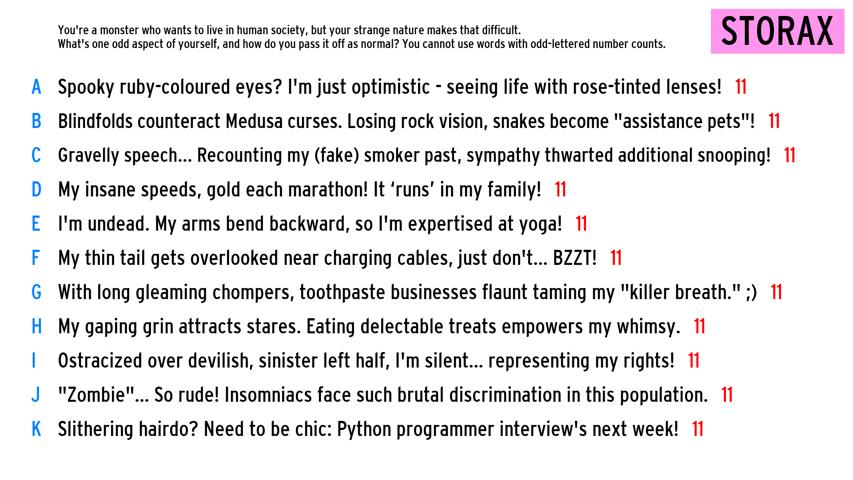 You're a monster who wants to live in human society, but your strange nature makes that difficult.
What's one odd aspect of yourself, and how do you pass it off as normal? You cannot use words with odd-lettered number counts.
STORAX
A Spooky ruby-coloured eyes? I'm just optimistic - seeing life with rose-tinted lenses! 11
B Blindfolds counteract Medusa curses. Losing rock vision, snakes become "assistance pets"! 11
C Gravelly speech... Recounting my (fake) smoker past, sympathy thwarted additional snooping! 11
D My insane speeds, gold each marathon! It ‘runs’ in my family! 11
E I'm undead. My arms bend backward, so I'm expertised at yoga! 11
F My thin tail gets overlooked near charging cables, just don't... BZZT! 11
G With long gleaming chompers, toothpaste businesses flaunt taming my "killer breath." ;) 11
H My gaping grin attracts stares. Eating delectable treats empowers my whimsy. 11
I Ostracized over devilish, sinister left half, I'm silent... representing my rights! 11
J "Zombie"... So rude! Insomniacs face such brutal discrimination in this population. 11
K Slithering hairdo? Need to be chic: Python programmer interview's next week! 11